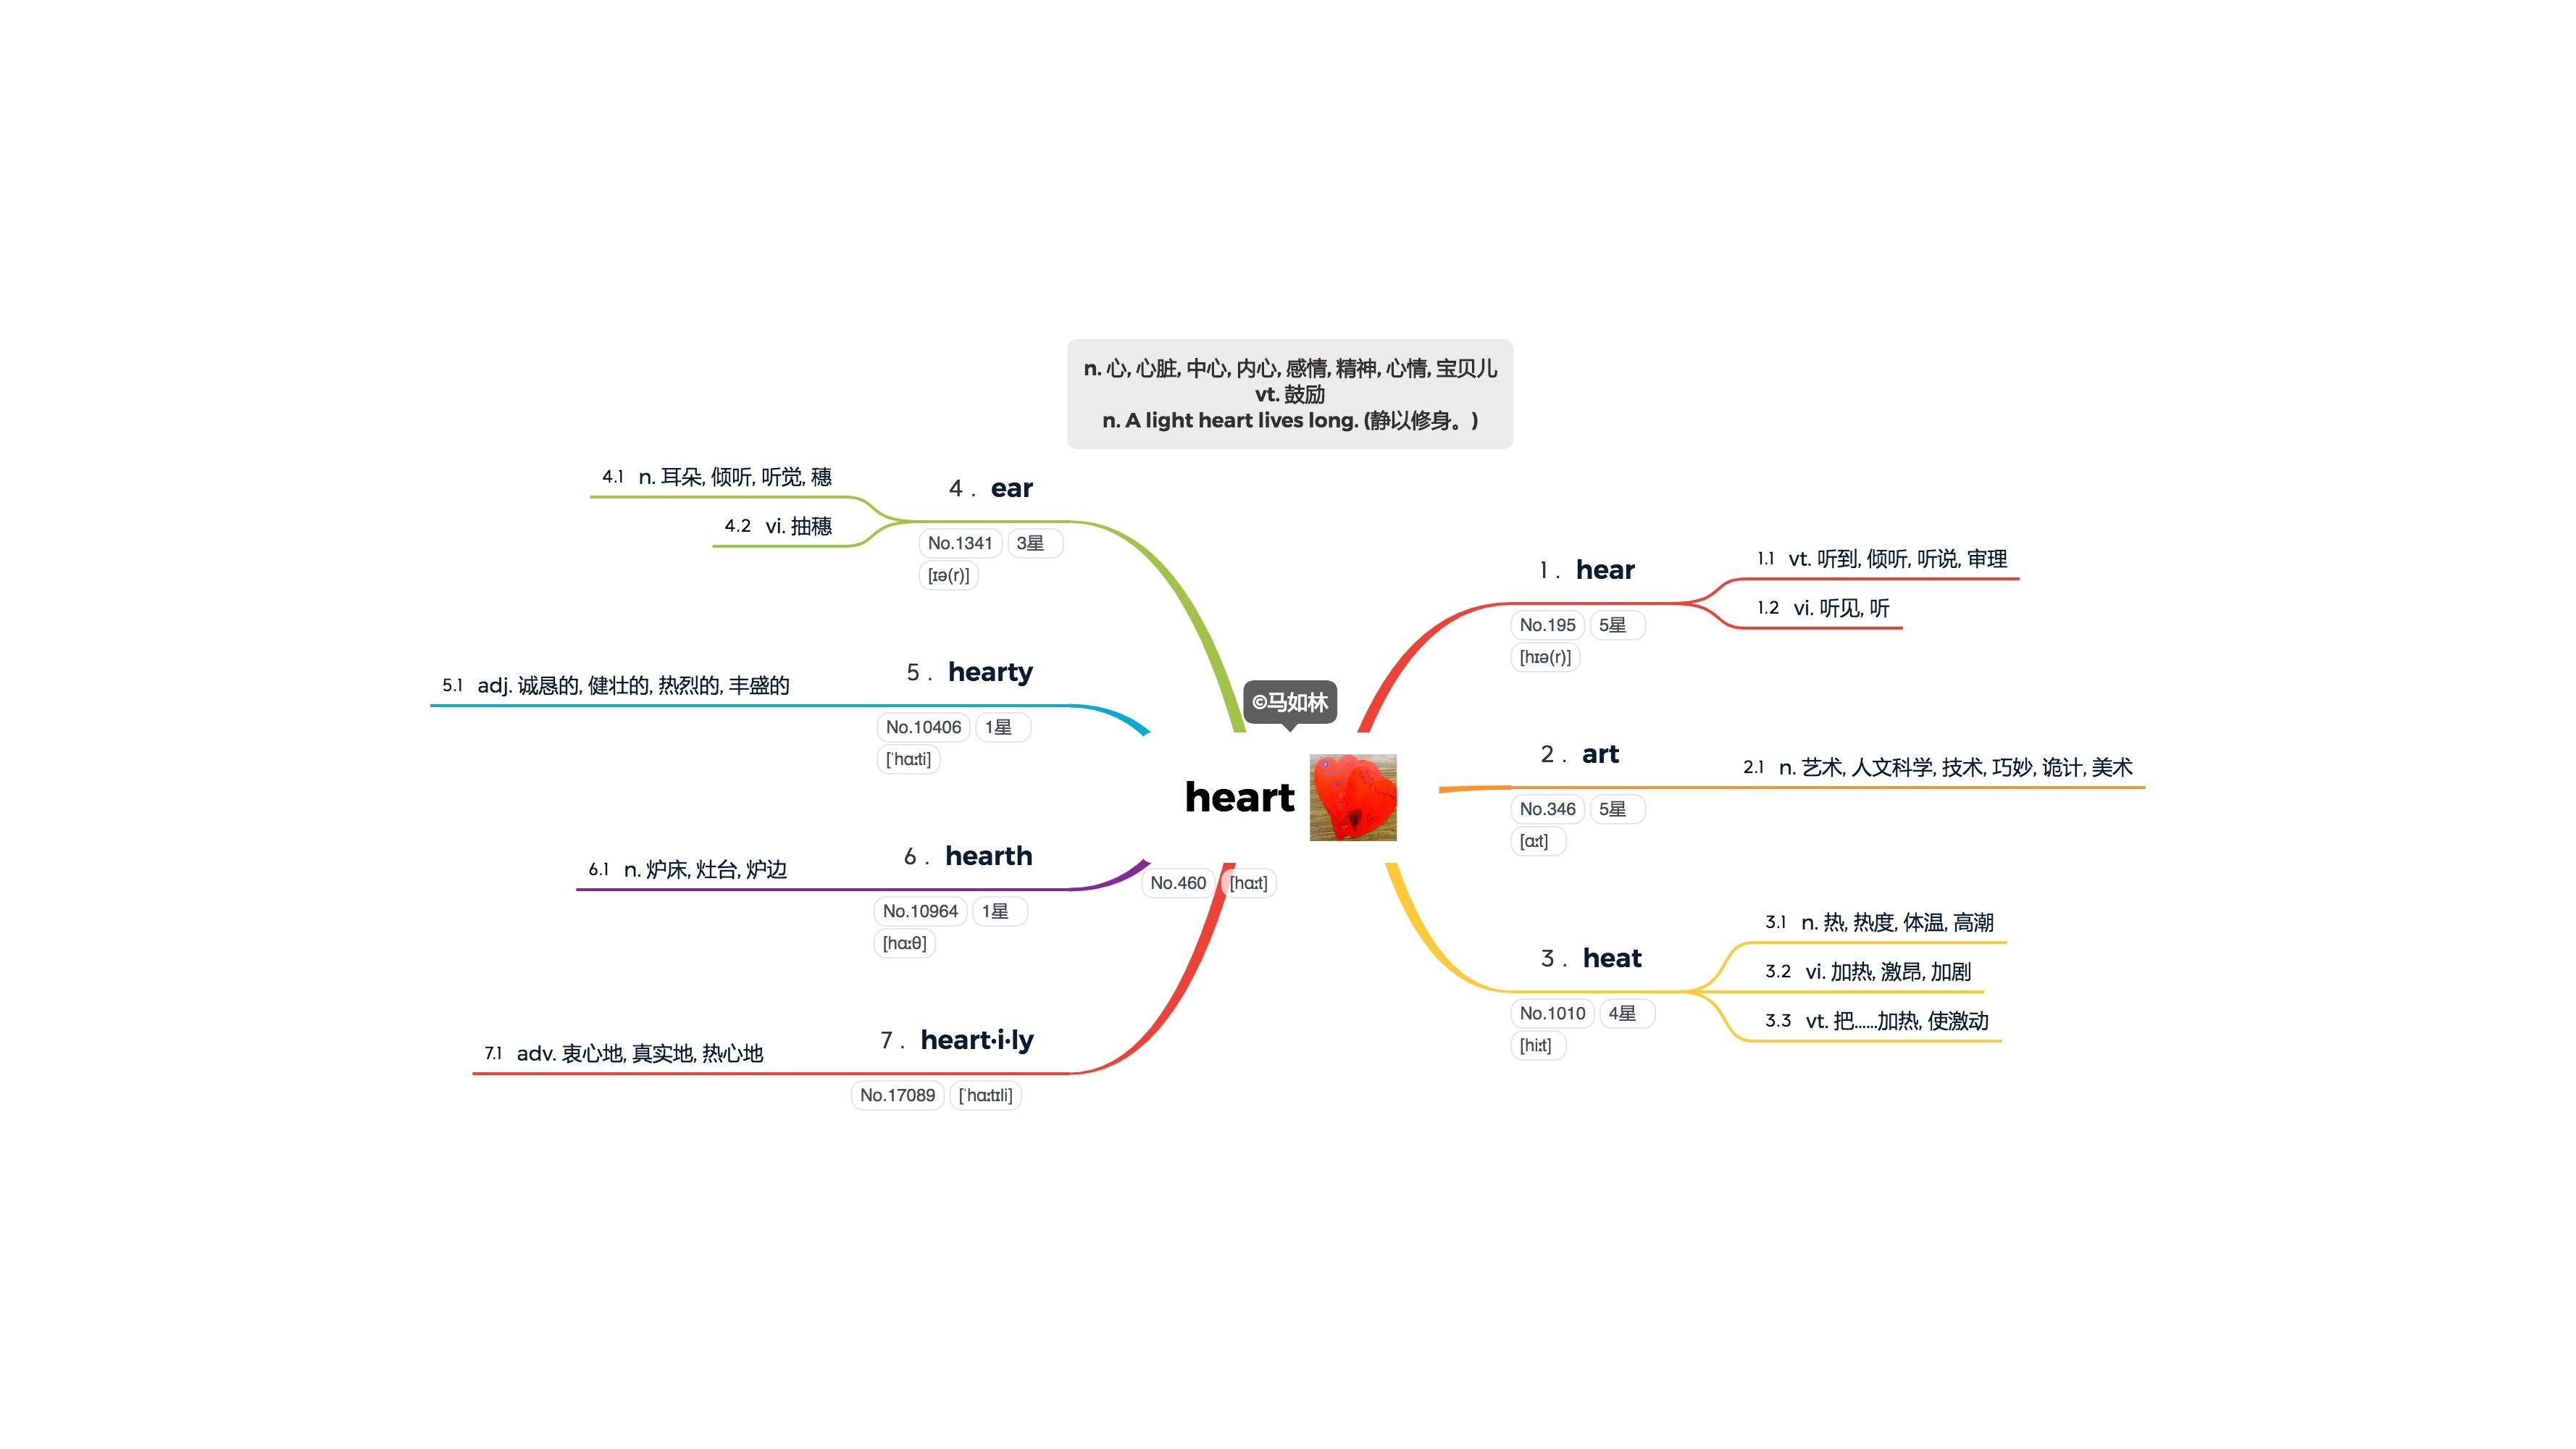 n. 心, 心脏, 中心, 内心, 感情, 精神, 心情, 宝贝儿
vt. 鼓励
n. A light heart lives long. (静以修身。)
©马如林
heart
No.460 [hɑːt]
1. hear
No.195 5星
[hɪə(r)]
1.1 vt. 听到, 倾听, 听说, 审理
1.2 vi. 听见, 听
2. art
No.346 5星
[ɑːt]
2.1 n. 艺术, 人文科学, 技术, 巧妙, 诡计, 美术
3. heat
No.1010 4星
[hiːt]
3.1 n. 热, 热度, 体温, 高潮
3.2 vi. 加热, 激昂, 加剧
3.3 vt. 把......加热, 使激动
4. ear
No.1341 3星
[ɪə(r)]
4.1 n. 耳朵, 倾听, 听觉, 穗
4.2 vi. 抽穗
5. hearty
No.10406 1星
[ˈhɑːti]
5.1 adj. 诚恳的, 健壮的, 热烈的, 丰盛的
6. hearth
No.10964 1星
[hɑːθ]
6.1 n. 炉床, 灶台, 炉边
7. heart·i·ly
No.17089 [ˈhɑːtɪli]
7.1 adv. 衷心地, 真实地, 热心地